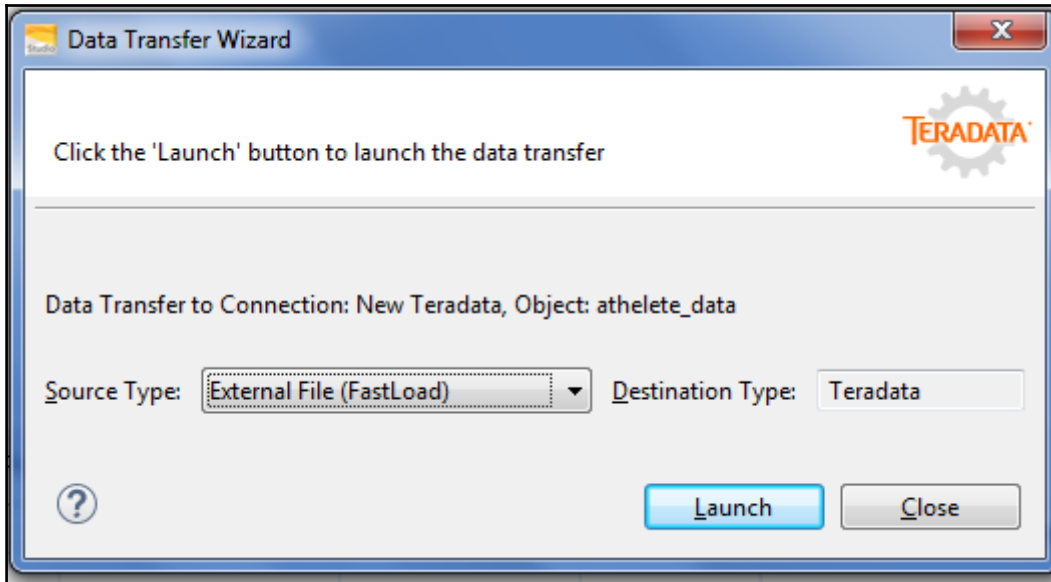 Studio
Data Transfer Wizard
Click the 'Launch' button to launch the data transfer
TERADATA
Data Transfer to Connection: New Teradata, Object: athelete_data
Source Type: External File (FastLoad) Destination Type: Teradata
? Launch Close